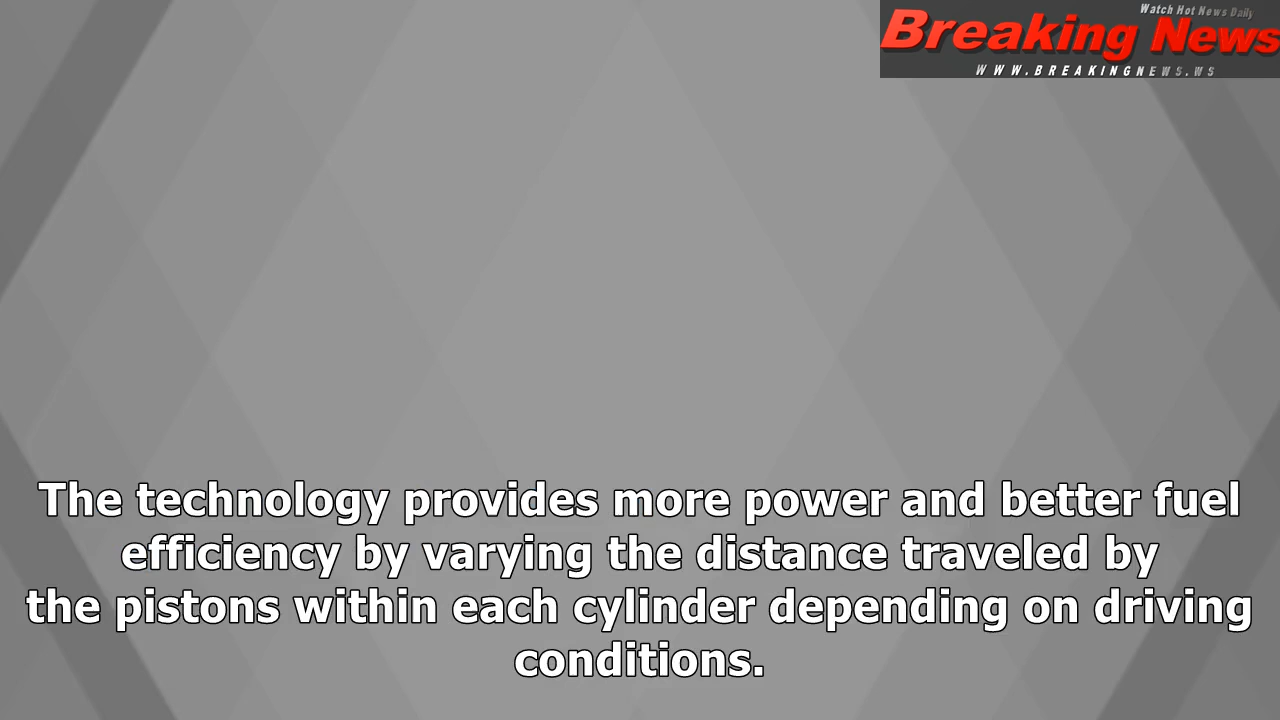 Watch Hot News Daily
Breaking News
WWW.BREAKINGNEWS.WS
The technology provides more power and better fuel
efficiency by varying the distance traveled by
the pistons within each cylinder depending on driving
conditions.